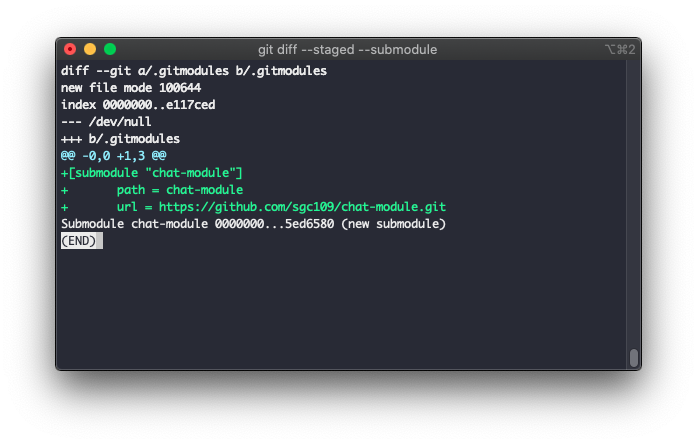 git diff --staged --submodule
⌥⌘2
diff --git a/.gitmodules b/.gitmodules
new file mode 100644
index 0000000..e117ced
--- /dev/null
+++ b/.gitmodules
@@ -0,0 +1,3 @@
+[submodule "chat-module"]
+       path = chat-module
+       url = https://github.com/sgc109/chat-module.git
Submodule chat-module 0000000...5ed6580 (new submodule)
(END)